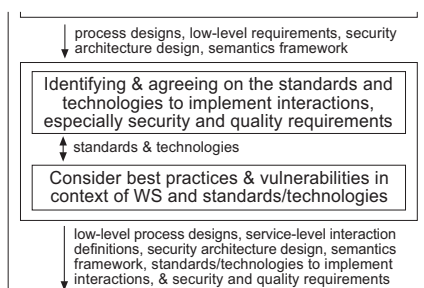 process designs, low-level requirements, security
architecture design, semantics framework
Identifying & agreeing on the standards and
technologies to implement interactions,
especially security and quality requirements
standards & technologies
Consider best practices & vulnerabilities in
context of WS and standards/technologies
low-level process designs, service-level interaction
definitions, security architecture design, semantics
framework, standards/technologies to implement
interactions, & security and quality requirements